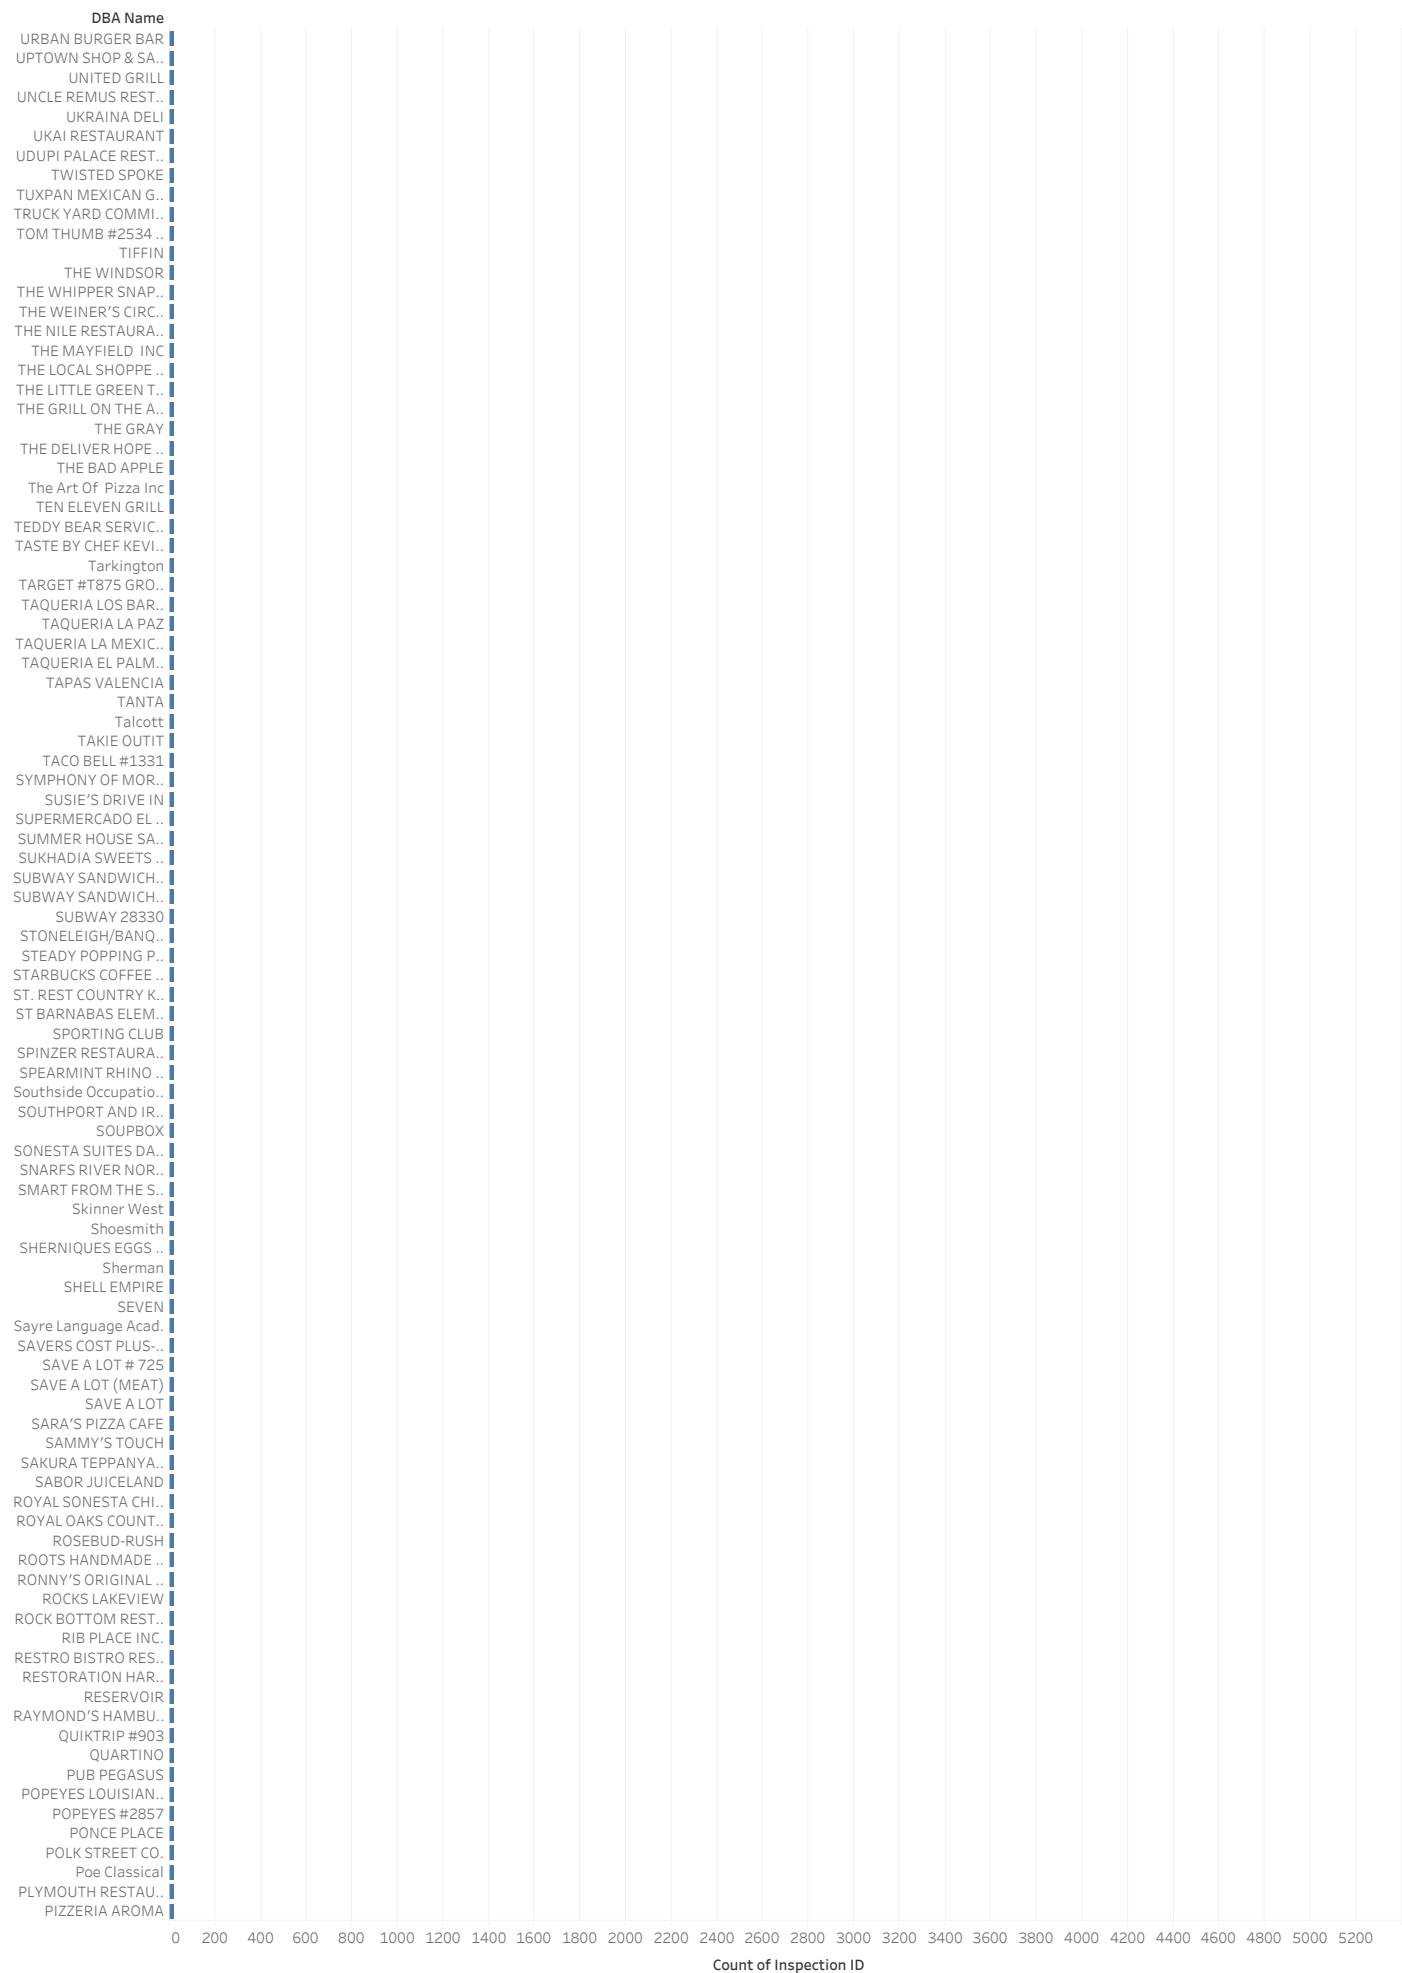 DBA Name
URBAN BURGER BAR
UPTOWN SHOP & SA..
UNITED GRILL
UNCLE REMUS REST..
UKRAINA DELI
UKAI RESTAURANT
UDUPI PALACE REST..
TWISTED SPOKE
TUXPAN MEXICAN G..
TRUCK YARD COMMI..
TOM THUMB #2534 ..
TIFFIN
THE WINDSOR
THE WHIPPER SNAP..
THE WEINER'S CIRC..
THE NILE RESTAURA..
THE MAYFIELD  INC
THE LOCAL SHOPPE ..
THE LITTLE GREEN T..
THE GRILL ON THE A..
THE GRAY
THE DELIVER HOPE ..
THE BAD APPLE
The Art Of  Pizza Inc
TEN ELEVEN GRILL
TEDDY BEAR SERVIC..
TASTE BY CHEF KEVI..
Tarkington
TARGET #T875 GRO..
TAQUERIA LOS BAR..
TAQUERIA LA PAZ
TAQUERIA LA MEXIC..
TAQUERIA EL PALM..
TAPAS VALENCIA
TANTA
Talcott
TAKIE OUTIT
TACO BELL #1331
SYMPHONY OF MOR..
SUSIE'S DRIVE IN
SUPERMERCADO EL ..
SUMMER HOUSE SA..
SUKHADIA SWEETS ..
SUBWAY SANDWICH..
SUBWAY SANDWICH..
SUBWAY 28330
STONELEIGH/BANQ..
STEADY POPPING P..
STARBUCKS COFFEE ..
ST. REST COUNTRY K..
ST BARNABAS ELEM..
SPORTING CLUB
SPINZER RESTAURA..
SPEARMINT RHINO ..
Southside Occupatio..
SOUTHPORT AND IR..
SOUPBOX
SONESTA SUITES DA..
SNARFS RIVER NOR..
SMART FROM THE S..
Skinner West
Shoesmith
SHERNIQUES EGGS ..
Sherman
SHELL EMPIRE
SEVEN
Sayre Language Acad.
SAVERS COST PLUS-..
SAVE A LOT # 725
SAVE A LOT (MEAT)
SAVE A LOT
SARA'S PIZZA CAFE
SAMMY'S TOUCH
SAKURA TEPPANYA..
SABOR JUICELAND
ROYAL SONESTA CHI..
ROYAL OAKS COUNT..
ROSEBUD-RUSH
ROOTS HANDMADE ..
RONNY'S ORIGINAL ..
ROCKS LAKEVIEW
ROCK BOTTOM REST..
RIB PLACE INC.
RESTRO BISTRO RES..
RESTORATION HAR..
RESERVOIR
RAYMOND'S HAMBU..
QUIKTRIP #903
QUARTINO
PUB PEGASUS
POPEYES LOUISIAN..
POPEYES #2857
PONCE PLACE
POLK STREET CO.
Poe Classical
PLYMOUTH RESTAU..
PIZZERIA AROMA
0 200 400 600 800 1000 1200 1400 1600 1800 2000 2200 2400 2600 2800 3000 3200 3400 3600 3800 4000 4200 4400 4600 4800 5000 5200
Count of Inspection ID